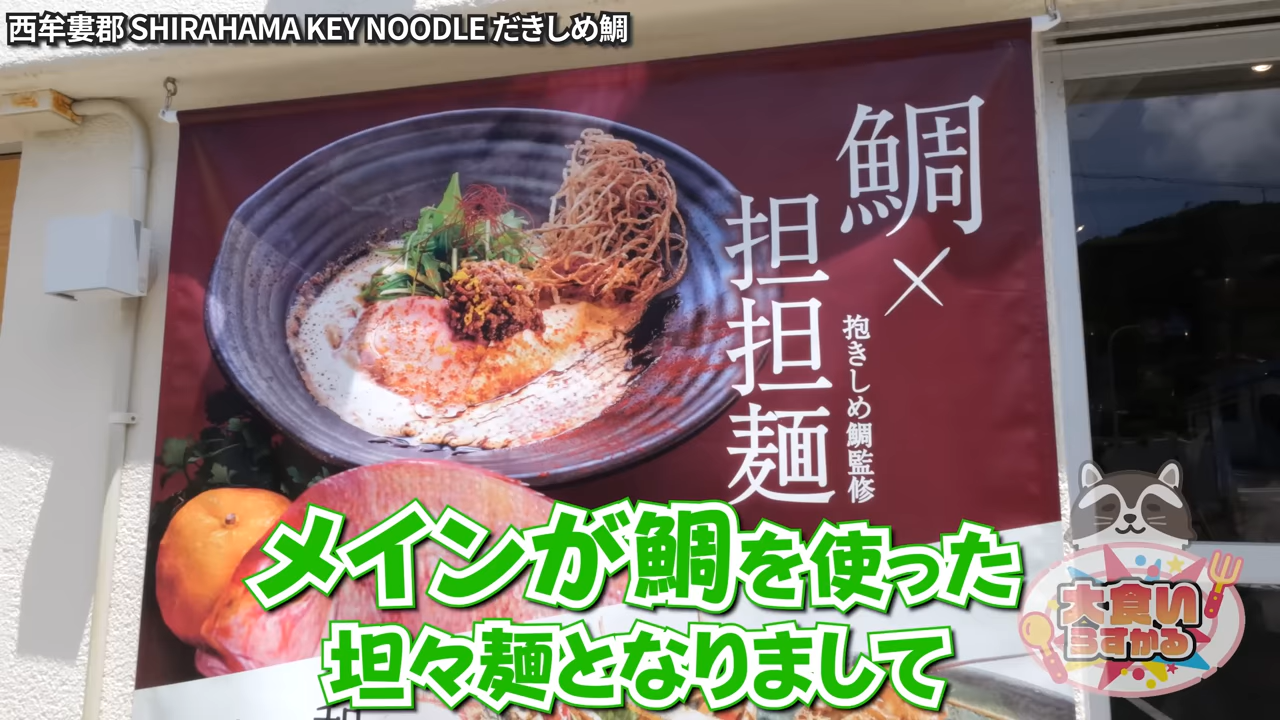 西牟婁郡 SHIRAHAMA KEY NOODLE だきしめ鯛
鯛
×
担担麺
抱きしめ鯛監修
メインが鯛を使った
坦々麺となりまして
大食い
らすかる